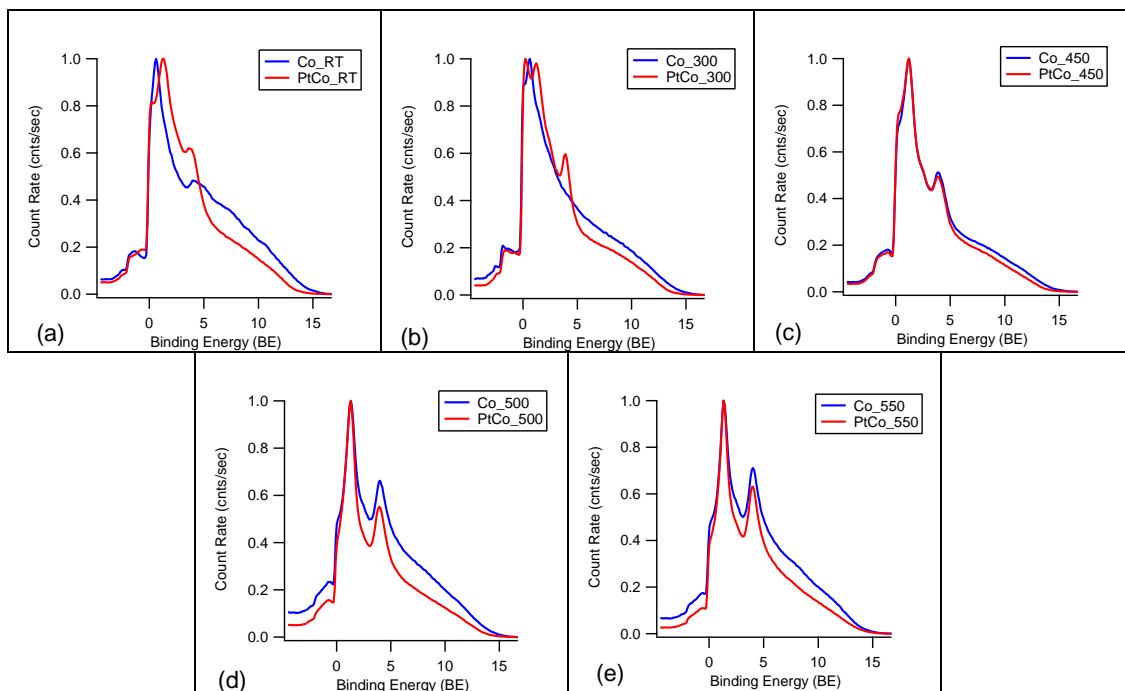 1.0
0.8
0.6
0.4
0.2
0.0
Count Rate (cnts/sec)
0 5 10 15
Binding Energy (BE)
Co_RT
PtCo_RT
(a)
1.0
0.8
0.6
0.4
0.2
0.0
Count Rate (cnts/sec)
0 5 10 15
Binding Energy (BE)
Co_300
PtCo_300
(b)
1.0
0.8
0.6
0.4
0.2
0.0
Count Rate (cnts/sec)
0 5 10 15
Binding Energy (BE)
Co_450
PtCo_450
(c)
1.0
0.8
0.6
0.4
0.2
0.0
Count Rate (cnts/sec)
0 5 10 15
Binding Energy (BE)
Co_500
PtCo_500
(d)
1.0
0.8
0.6
0.4
0.2
0.0
Count Rate (cnts/sec)
0 5 10 15
Binding Energy (BE)
Co_550
PtCo_550
(e)